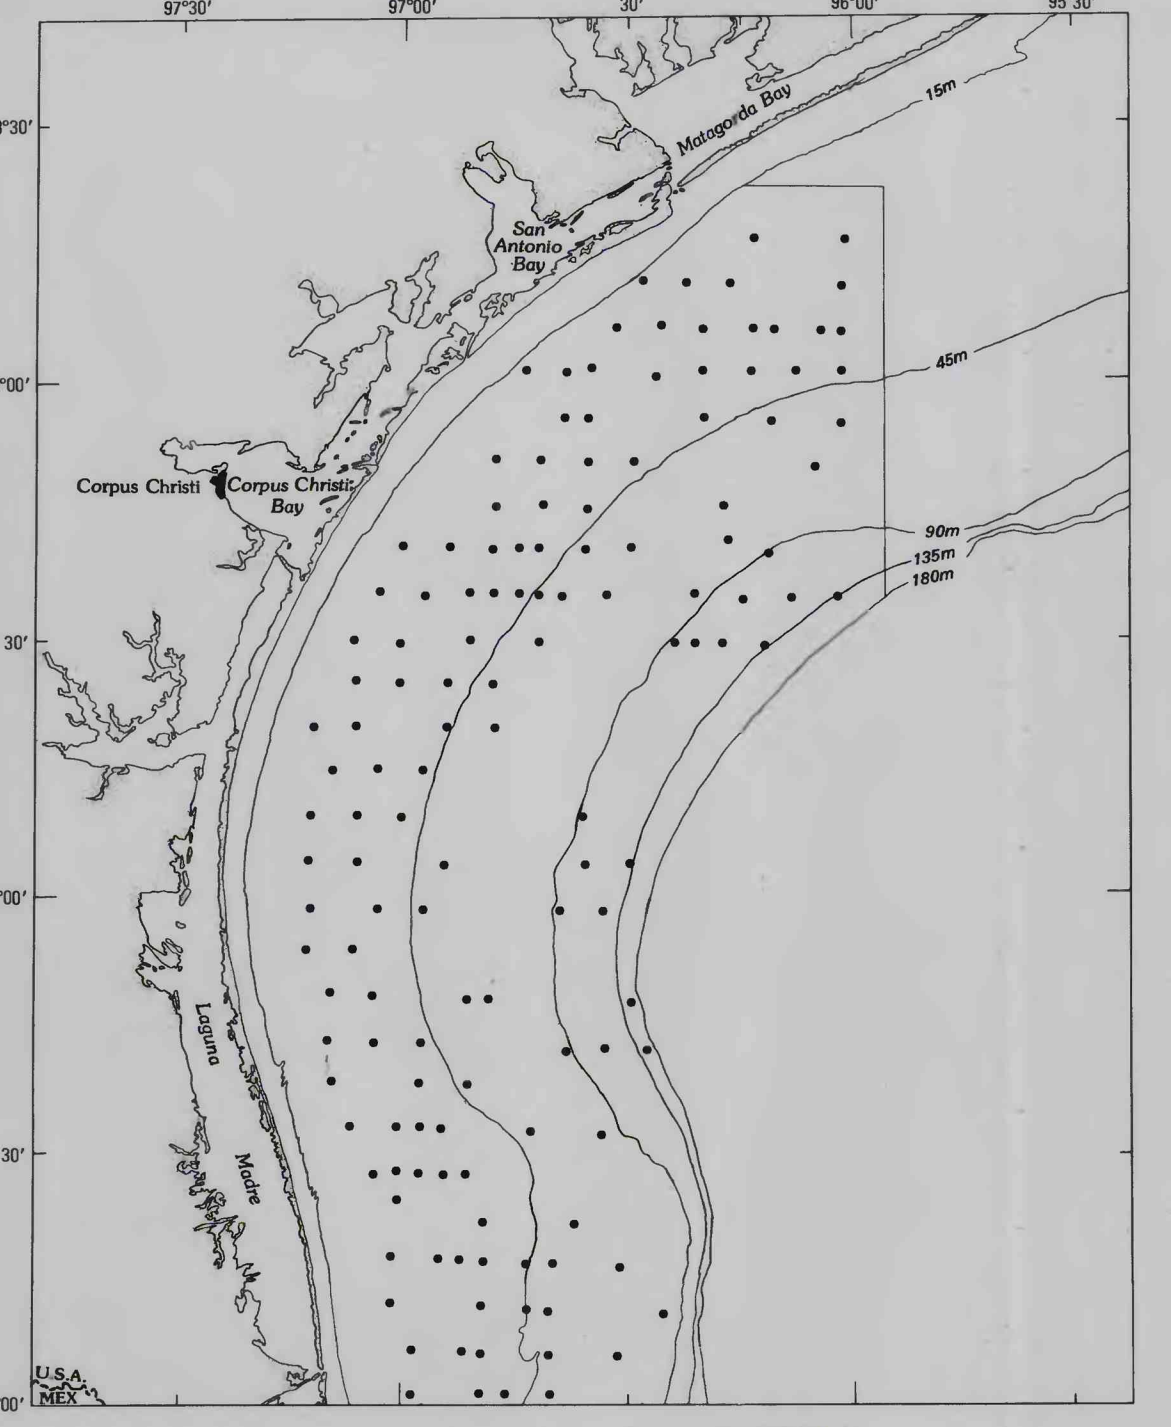 97°30′ 97°00′ 30′ 96°00′ 95°30′
15m
Matagorda Bay
°30′
San
Antonio
Bay
45m
°00′
Corpus Christi
Corpus Christi
Bay
90m
135m
180m
30′
°00′
Laguna
30′
Madre
U.S.A.
MEX
00′